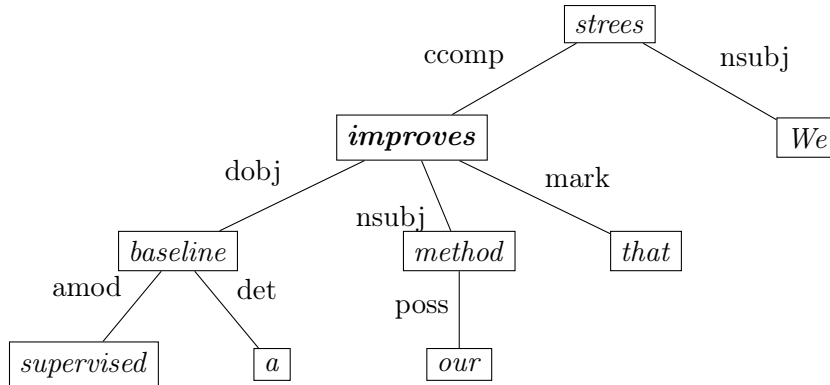 strees
ccomp nsubj
improves We
dobj nsubj mark
baseline method that
amod det poss
supervised a our